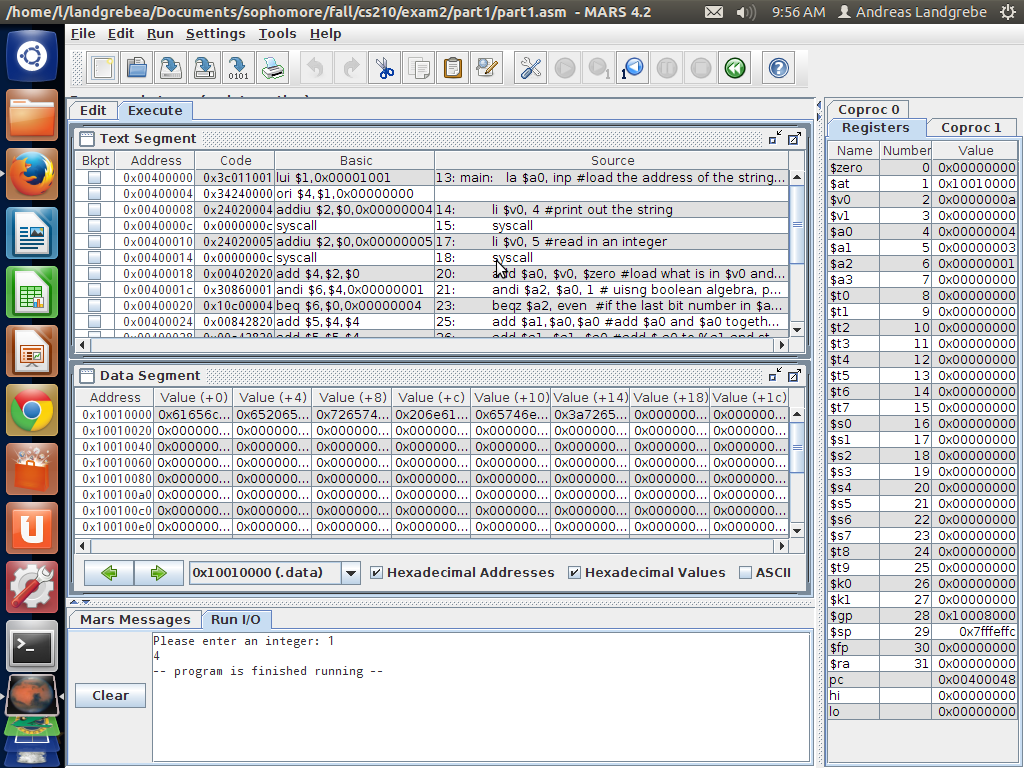 /home/l/landgrebea/Documents/sophomore/fall/cs210/exam2/part1/part1.asm - MARS 4.2
9:56 AM Andreas Landgrebe
File Edit Run Settings Tools Help
Edit Execute
Text Segment
Bkpt Address Code Basic Source
0x00400000 0x3c011001 lui $1,0x00001001 13: main: la $a0, inp #load the address of the string...
0x00400004 0x34240000 ori $4,$1,0x00000000
0x00400008 0x24020004 addiu $2,$0,0x00000004 14: li $v0, 4 #print out the string
0x0040000c 0x0000000c syscall 15: syscall
0x00400010 0x24020005 addiu $2,$0,0x00000005 17: li $v0, 5 #read in an integer
0x00400014 0x0000000c syscall 18: syscall
0x00400018 0x00402020 add $4,$2,$0 20: add $a0, $v0, $zero #load what is in $v0 and...
0x0040001c 0x30860001 andi $6,$4,0x00000001 21: andi $a2, $a0, 1 # uisng boolean algebra, p...
0x00400020 0x10c00004 beq $6,$0,0x00000004 23: beqz $a2, even #if the last bit number in $a...
0x00400024 0x00842820 add $5,$4,$4 25: add $a1,$a0,$a0 #add $a0 and $a0 togeth...
Data Segment
Address Value (+0) Value (+4) Value (+8) Value (+c) Value (+10) Value (+14) Value (+18) Value (+1c)
0x10010000 0x61656c... 0x652065... 0x726574... 0x206e61... 0x65746e... 0x3a7265... 0x000000... 0x000000...
0x10010020 0x000000... 0x000000... 0x000000... 0x000000... 0x000000... 0x000000... 0x000000... 0x000000...
0x10010040 0x000000... 0x000000... 0x000000... 0x000000... 0x000000... 0x000000... 0x000000... 0x000000...
0x10010060 0x000000... 0x000000... 0x000000... 0x000000... 0x000000... 0x000000... 0x000000... 0x000000...
0x10010080 0x000000... 0x000000... 0x000000... 0x000000... 0x000000... 0x000000... 0x000000... 0x000000...
0x100100a0 0x000000... 0x000000... 0x000000... 0x000000... 0x000000... 0x000000... 0x000000... 0x000000...
0x100100c0 0x000000... 0x000000... 0x000000... 0x000000... 0x000000... 0x000000... 0x000000... 0x000000...
0x100100e0 0x000000... 0x000000... 0x000000... 0x000000... 0x000000... 0x000000... 0x000000... 0x000000...
0x10010000 (.data) Hexadecimal Addresses Hexadecimal Values ASCII
Mars Messages Run I/O
Clear
Please enter an integer: 1
4
-- program is finished running --
Coproc 0
Registers Coproc 1
Name Number Value
$zero 0 0x00000000
$at 1 0x10010000
$v0 2 0x0000000a
$v1 3 0x00000000
$a0 4 0x00000004
$a1 5 0x00000003
$a2 6 0x00000001
$a3 7 0x00000000
$t0 8 0x00000000
$t1 9 0x00000000
$t2 10 0x00000000
$t3 11 0x00000000
$t4 12 0x00000000
$t5 13 0x00000000
$t6 14 0x00000000
$t7 15 0x00000000
$s0 16 0x00000000
$s1 17 0x00000000
$s2 18 0x00000000
$s3 19 0x00000000
$s4 20 0x00000000
$s5 21 0x00000000
$s6 22 0x00000000
$s7 23 0x00000000
$t8 24 0x00000000
$t9 25 0x00000000
$k0 26 0x00000000
$k1 27 0x00000000
$gp 28 0x10008000
$sp 29 0x7fffeffc
$fp 30 0x00000000
$ra 31 0x00000000
pc 0x00400048
hi 0x00000000
lo 0x00000000